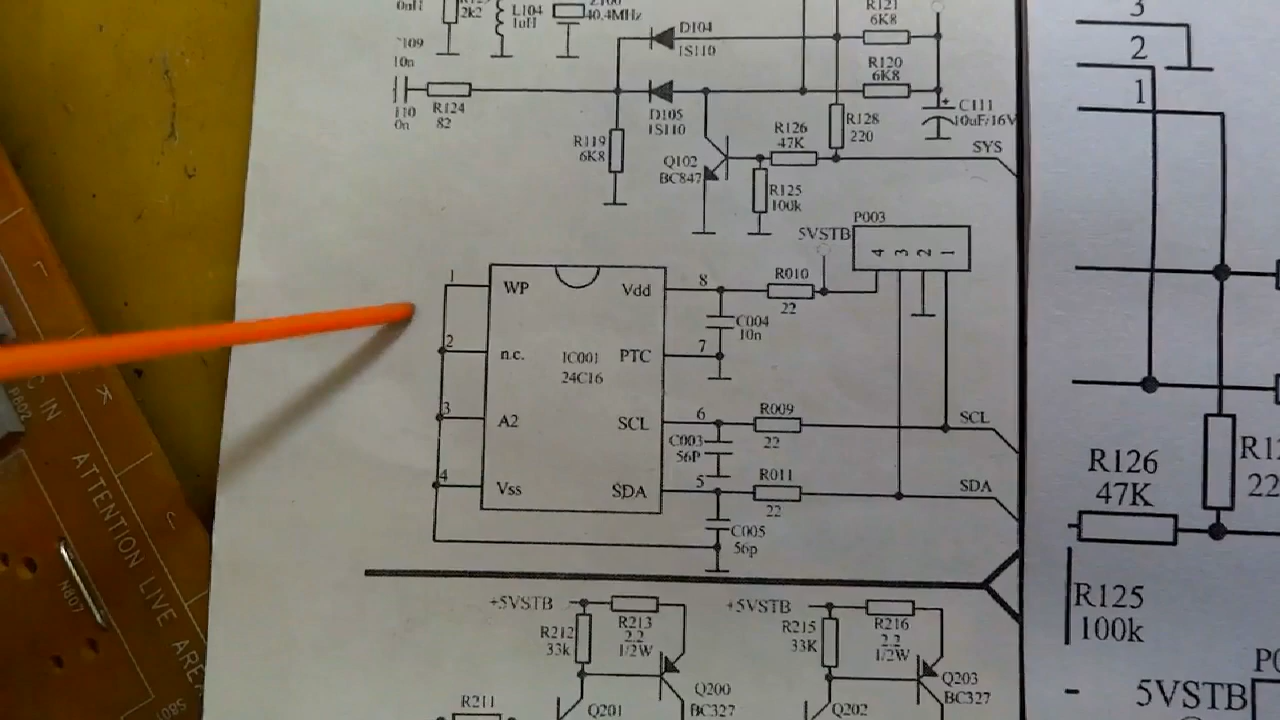 2k2
L104
1uH
40,4MHz
D104
1S110
R121
6K8
3
2
1
10n
R124
82
D105
1S110
R120
6K8
C111
10uF/16V
R119
6K8
Q102
BC847
R126
47K
R128
220
SYS
R125
100k
P003
5VSTB
4 3 2 1
1 WP
Vdd 8
R010
22
C004
10n
2 n.c.
IC001
24C16
PTC 7
3 A2
SCL 6
R009
22
SCL
C003
56P
4 Vss
SDA 5
R011
22
SDA
C005
56p
R126
47K
22
R125
100k
5VSTB
+5VSTB
R213
2.2
1/2W
R212
33k
Q200
BC327
Q201
R211
+5VSTB
R216
2.2
1/2W
R215
33K
Q203
BC327
Q202
C IN
P802
ATTENTION LIVE AREA
N807